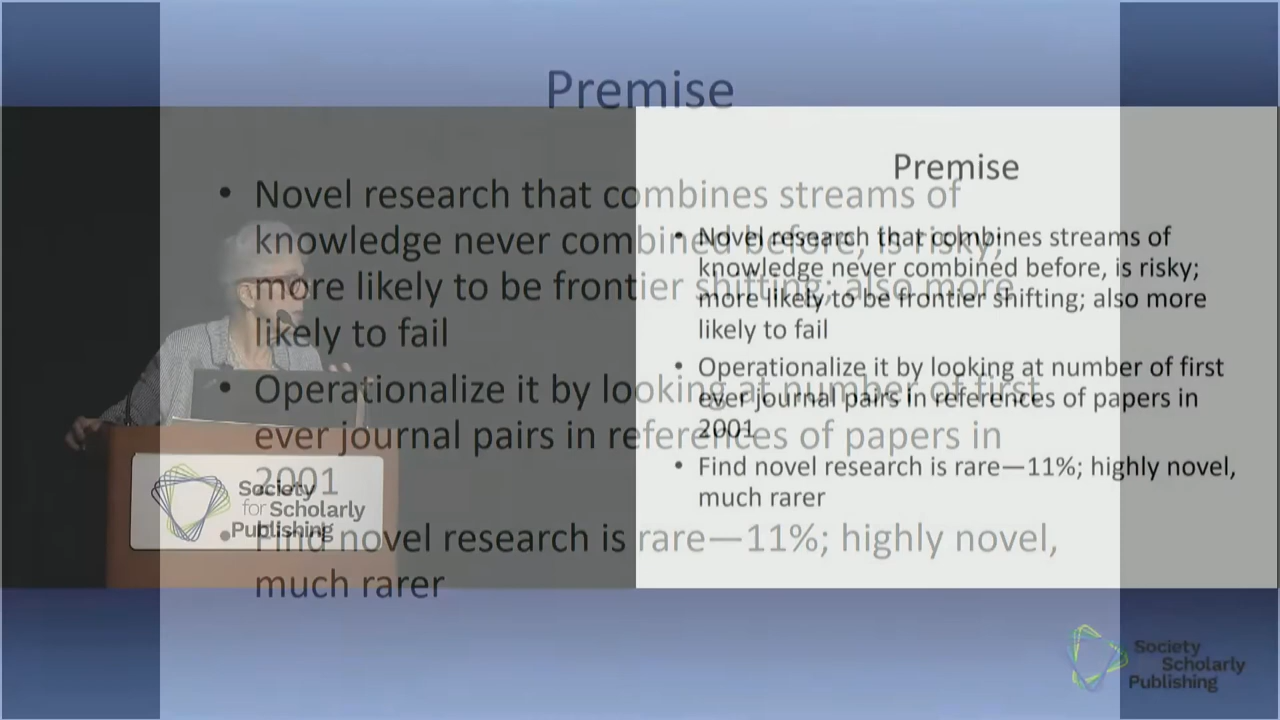 Premise
• Novel research that combines streams of
knowledge never combined before, is risky;
more likely to be frontier shifting; also more
likely to fail
• Operationalize it by looking at number of first
ever journal pairs in references of papers in
2001
• Find novel research is rare—11%; highly novel,
much rarer
Premise
• Novel research that combines streams of
knowledge never combined before, is risky;
more likely to be frontier shifting; also more
likely to fail
• Operationalize it by looking at number of first
ever journal pairs in references of papers in
2001
• Find novel research is rare—11%; highly novel,
much rarer
Society
for Scholarly
Publishing
Society
Scholarly
Publishing